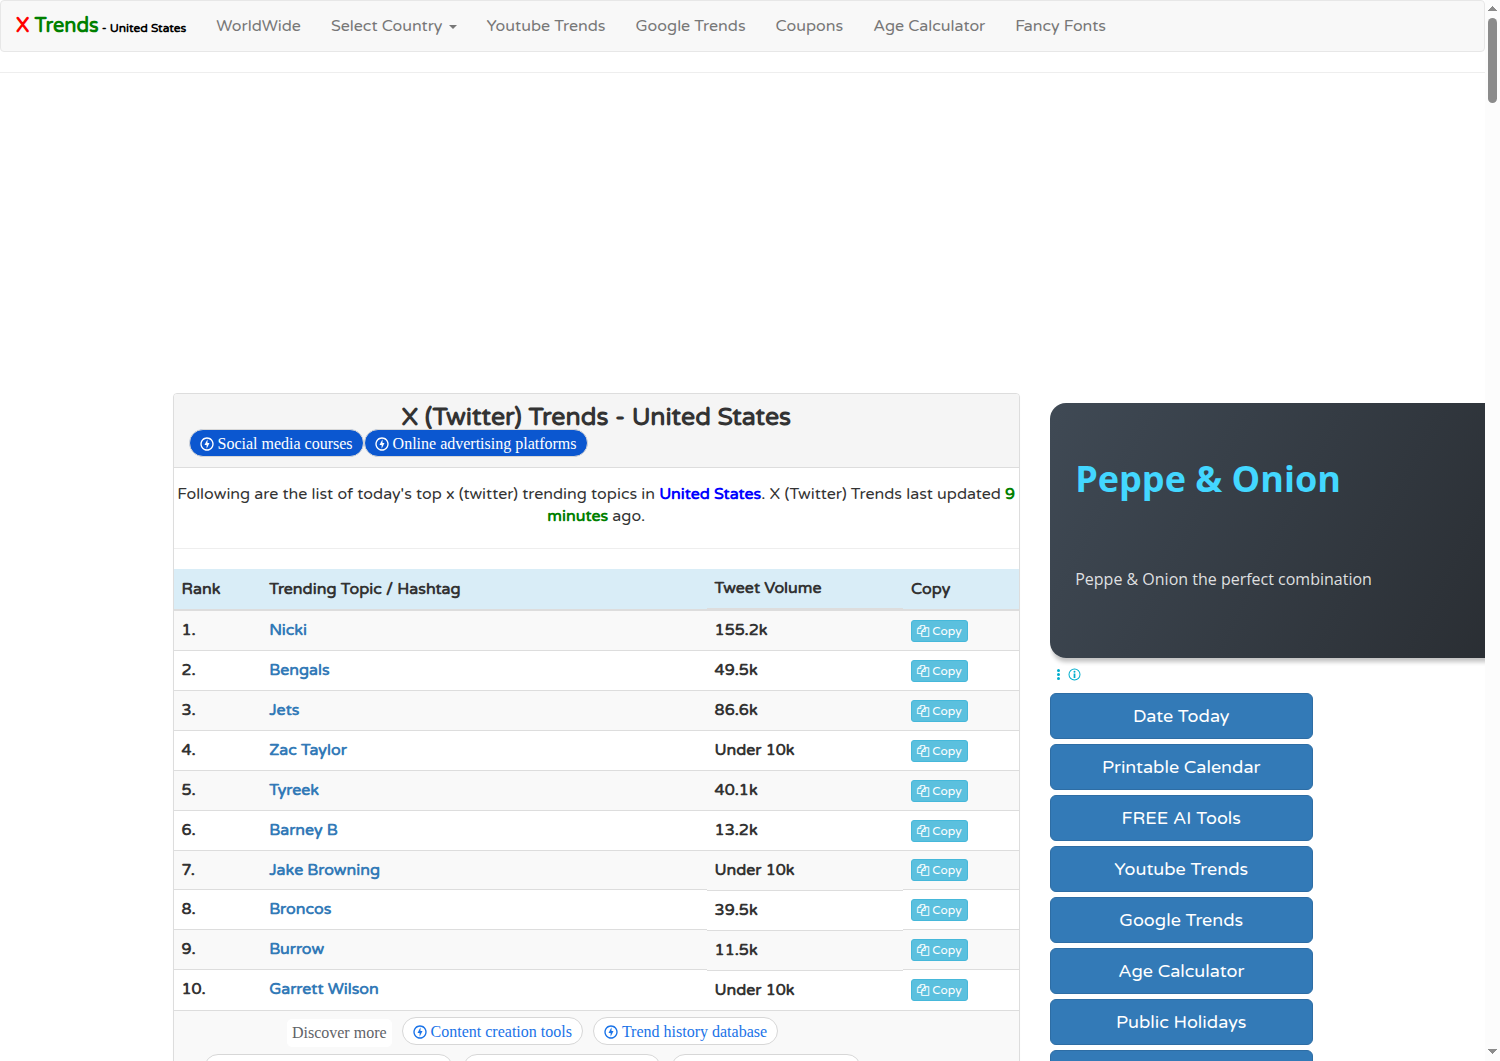 X Trends - United States
WorldWide
Select Country
Youtube Trends
Google Trends
Coupons
Age Calculator
Fancy Fonts
X (Twitter) Trends - United States
Social media courses
Online advertising platforms
Following are the list of today's top x (twitter) trending topics in United States. X (Twitter) Trends last updated 9
minutes ago.
Rank Trending Topic / Hashtag Tweet Volume Copy
1. Nicki 155.2k Copy
2. Bengals 49.5k Copy
3. Jets 86.6k Copy
4. Zac Taylor Under 10k Copy
5. Tyreek 40.1k Copy
6. Barney B 13.2k Copy
7. Jake Browning Under 10k Copy
8. Broncos 39.5k Copy
9. Burrow 11.5k Copy
10. Garrett Wilson Under 10k Copy
Discover more Content creation tools Trend history database
Peppe & Onion
Peppe & Onion the perfect combination
Date Today
Printable Calendar
FREE AI Tools
Youtube Trends
Google Trends
Age Calculator
Public Holidays